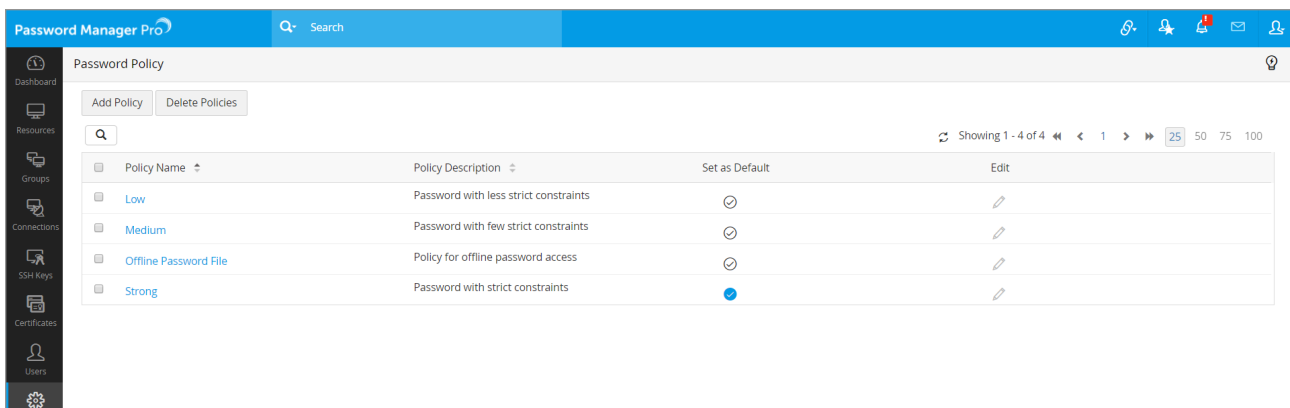 Password Manager Pro Search
Dashboard
Resources
Groups
Connections
SSH Keys
Certificates
Users
Password Policy
Add Policy Delete Policies
Showing 1 - 4 of 4 1 25 50 75 100
Policy Name Policy Description Set as Default Edit
Low Password with less strict constraints
Medium Password with few strict constraints
Offline Password File Policy for offline password access
Strong Password with strict constraints